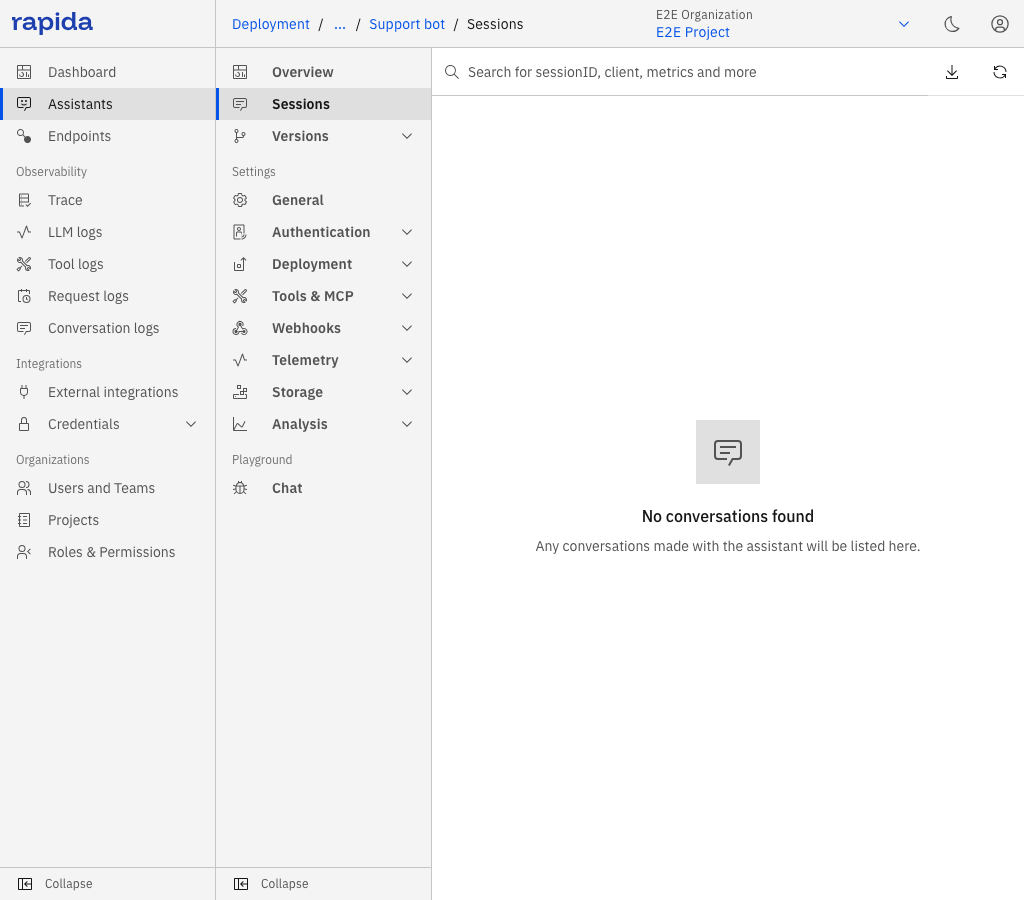 rapida
Deployment / ... / Support bot / Sessions
E2E Organization
E2E Project
Dashboard
Assistants
Endpoints
Observability
Trace
LLM logs
Tool logs
Request logs
Conversation logs
Integrations
External integrations
Credentials
Organizations
Users and Teams
Projects
Roles & Permissions
Collapse
Overview
Sessions
Versions
Settings
General
Authentication
Deployment
Tools & MCP
Webhooks
Telemetry
Storage
Analysis
Playground
Chat
Collapse
Search for sessionID, client, metrics and more
No conversations found
Any conversations made with the assistant will be listed here.